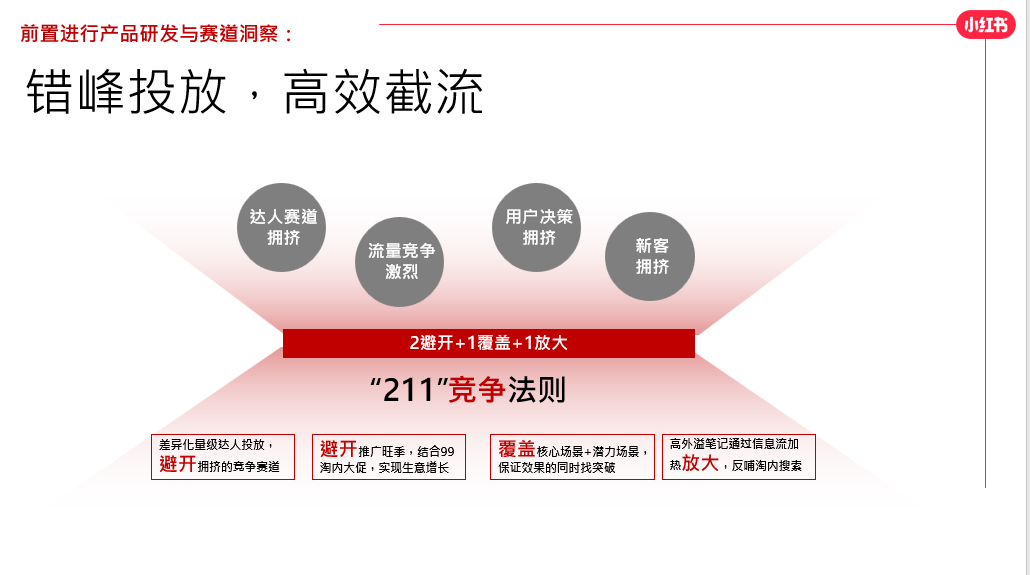 前置进行产品研发与赛道洞察：
小红书
错峰投放，高效截流
达人赛道
拥挤
流量竞争
激烈
用户决策
拥挤
新客
拥挤
2避开+1覆盖+1放大
“211”竞争法则
差异化量级达人投放，
避开拥挤的竞争赛道
避开推广旺季，结合99
淘内大促，实现生意增长
覆盖核心场景+潜力场景，
保证效果的同时找突破
高外溢笔记通过信息流加
热放大，反哺淘内搜索